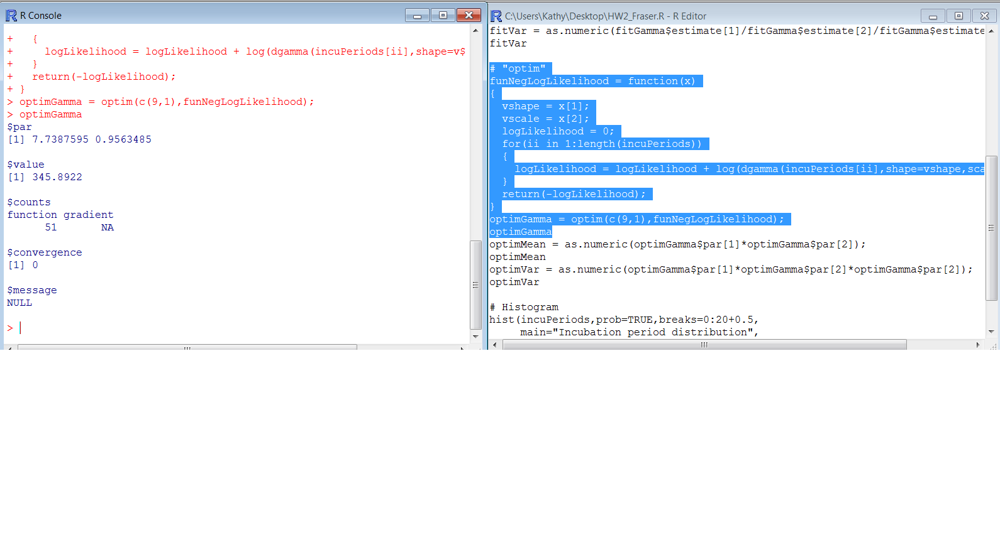 R Console
+   {
+     logLikelihood = logLikelihood + log(dgamma(incuPeriods[ii],shape=v$
+   }
+   return(-logLikelihood);
+ }
> optimGamma = optim(c(9,1),funNegLogLikelihood);
> optimGamma
$par
[1] 7.7387595 0.9563485
$value
[1] 345.8922
$counts
function gradient
      51       NA
$convergence
[1] 0
$message
NULL
>
C:\Users\Kathy\Desktop\HW2_Fraser.R - R Editor
fitVar = as.numeric(fitGamma$estimate[1]/fitGamma$estimate[2]/fitGamma$estimate
fitVar
# "optim"
funNegLogLikelihood = function(x)
{
  vshape = x[1];
  vscale = x[2];
  logLikelihood = 0;
  for(ii in 1:length(incuPeriods))
  {
    logLikelihood = logLikelihood + log(dgamma(incuPeriods[ii],shape=vshape,sca
  }
  return(-logLikelihood);
}
optimGamma = optim(c(9,1),funNegLogLikelihood);
optimGamma
optimMean = as.numeric(optimGamma$par[1]*optimGamma$par[2]);
optimMean
optimVar = as.numeric(optimGamma$par[1]*optimGamma$par[2]*optimGamma$par[2]);
optimVar
# Histogram
hist(incuPeriods,prob=TRUE,breaks=0:20+0.5,
     main="Incubation period distribution",